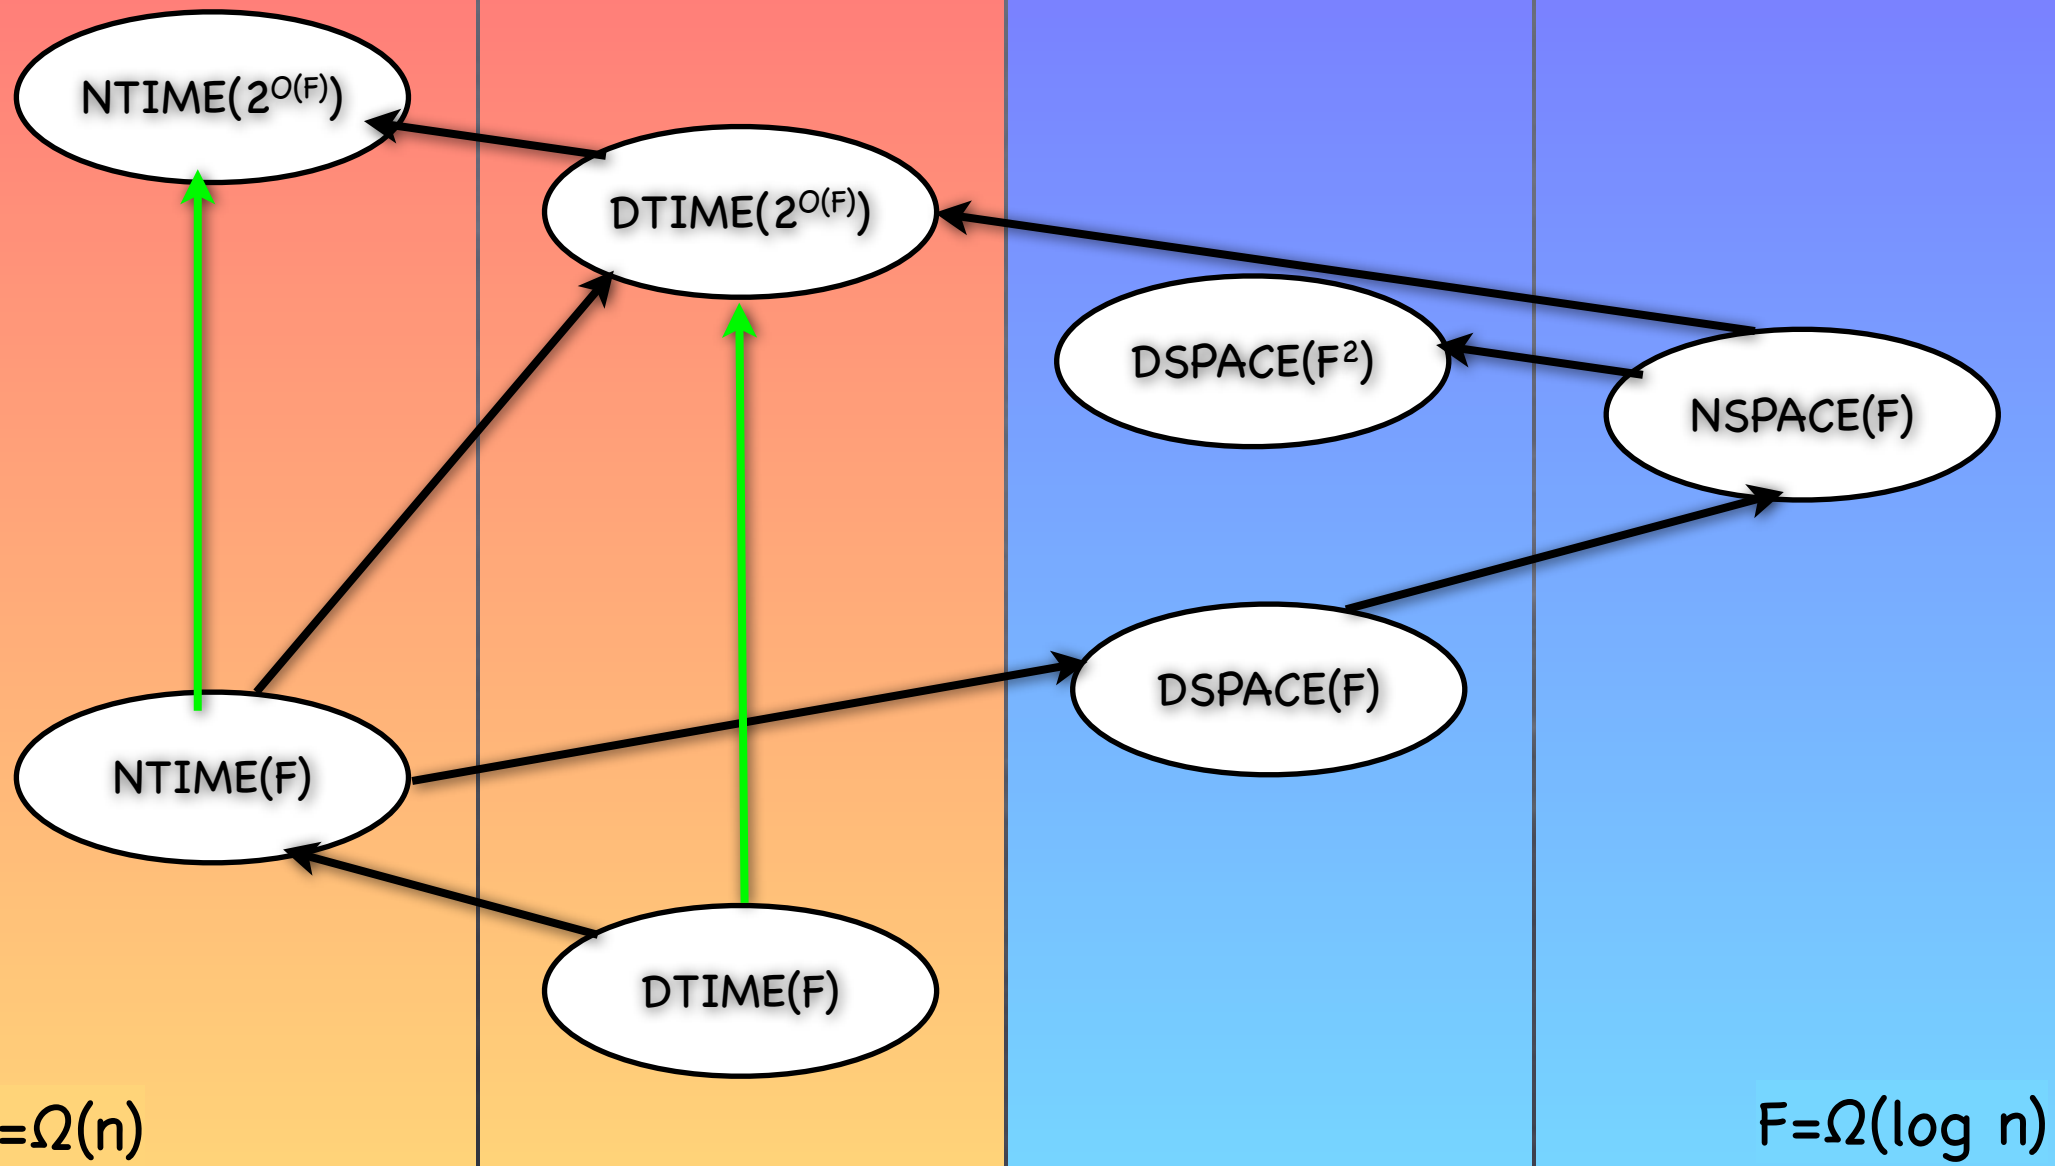 NTIME(2^O(F))
DTIME(2^O(F))
DSPACE(F²)
NSPACE(F)
DSPACE(F)
NTIME(F)
DTIME(F)
=Ω(n)
F=Ω(log n)